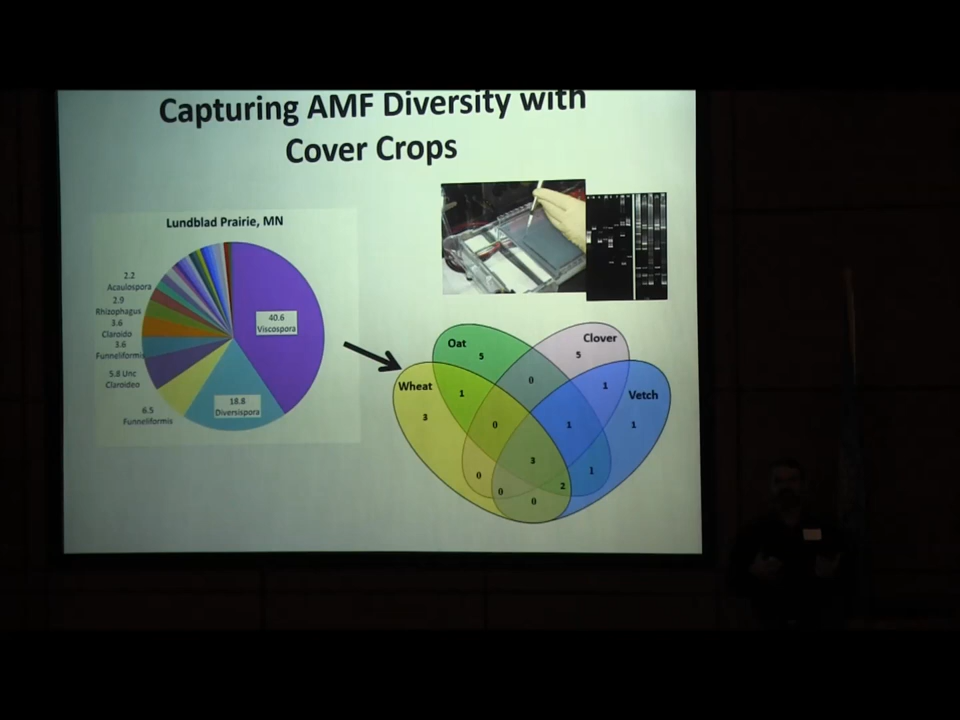 Capturing AMF Diversity with
Cover Crops
Lundblad Prairie, MN
2.2
Acaulospora
2.9
Rhizophagus
3.6
Claroido
3.6
Funneliformis
5.8 Unc
Claroideo
6.5
Funneliformis
18.8
Diversispora
40.6
Viscospora
Oat
5
Clover
5
0
Wheat
3
1
1
Vetch
1
0
1
3
0
1
0
2
0